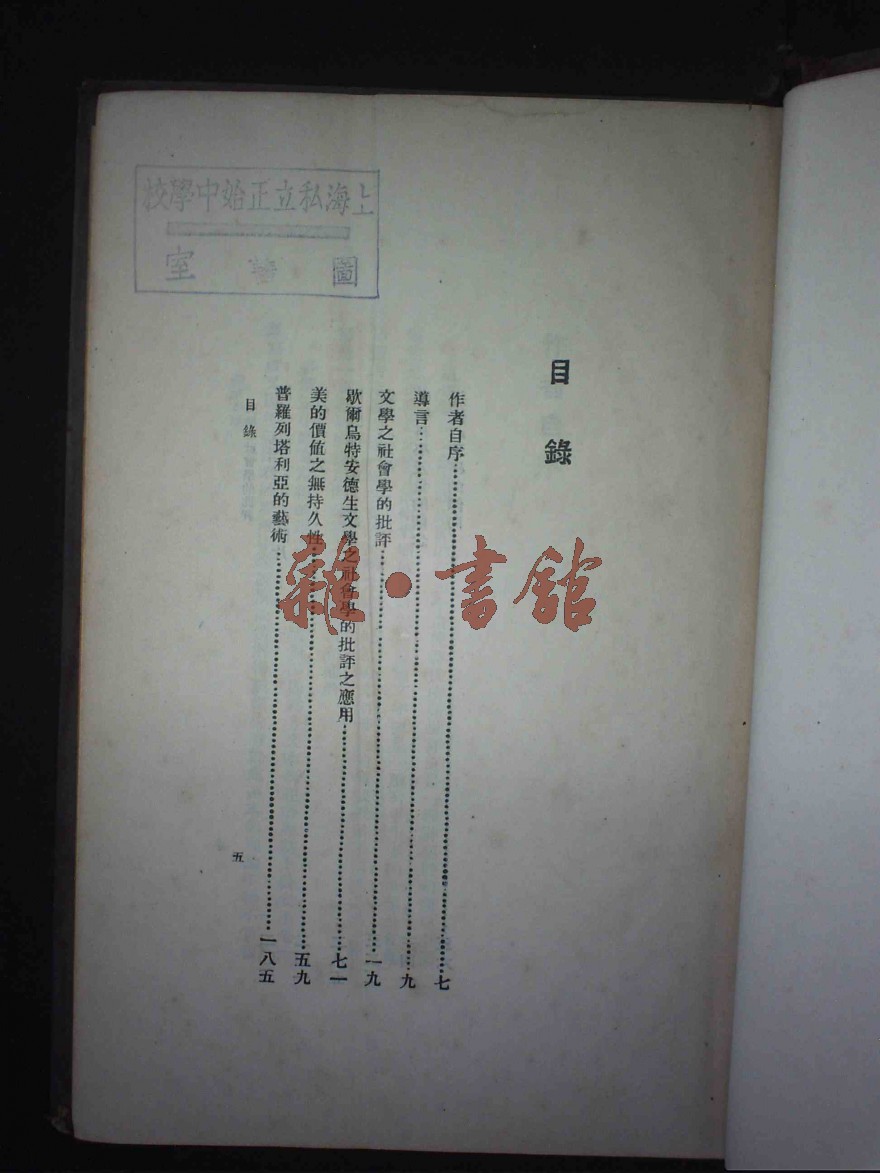 上海私立正始中學校
圖書室
目錄
作者自序……七
導言……九
文學之社會學的批評……一九
歇爾烏特安德生文學之社會學的批評之應用……七一
美的價值之無持久性……五九
普羅列塔利亞的藝術……一八五
目錄
五
雜·書館